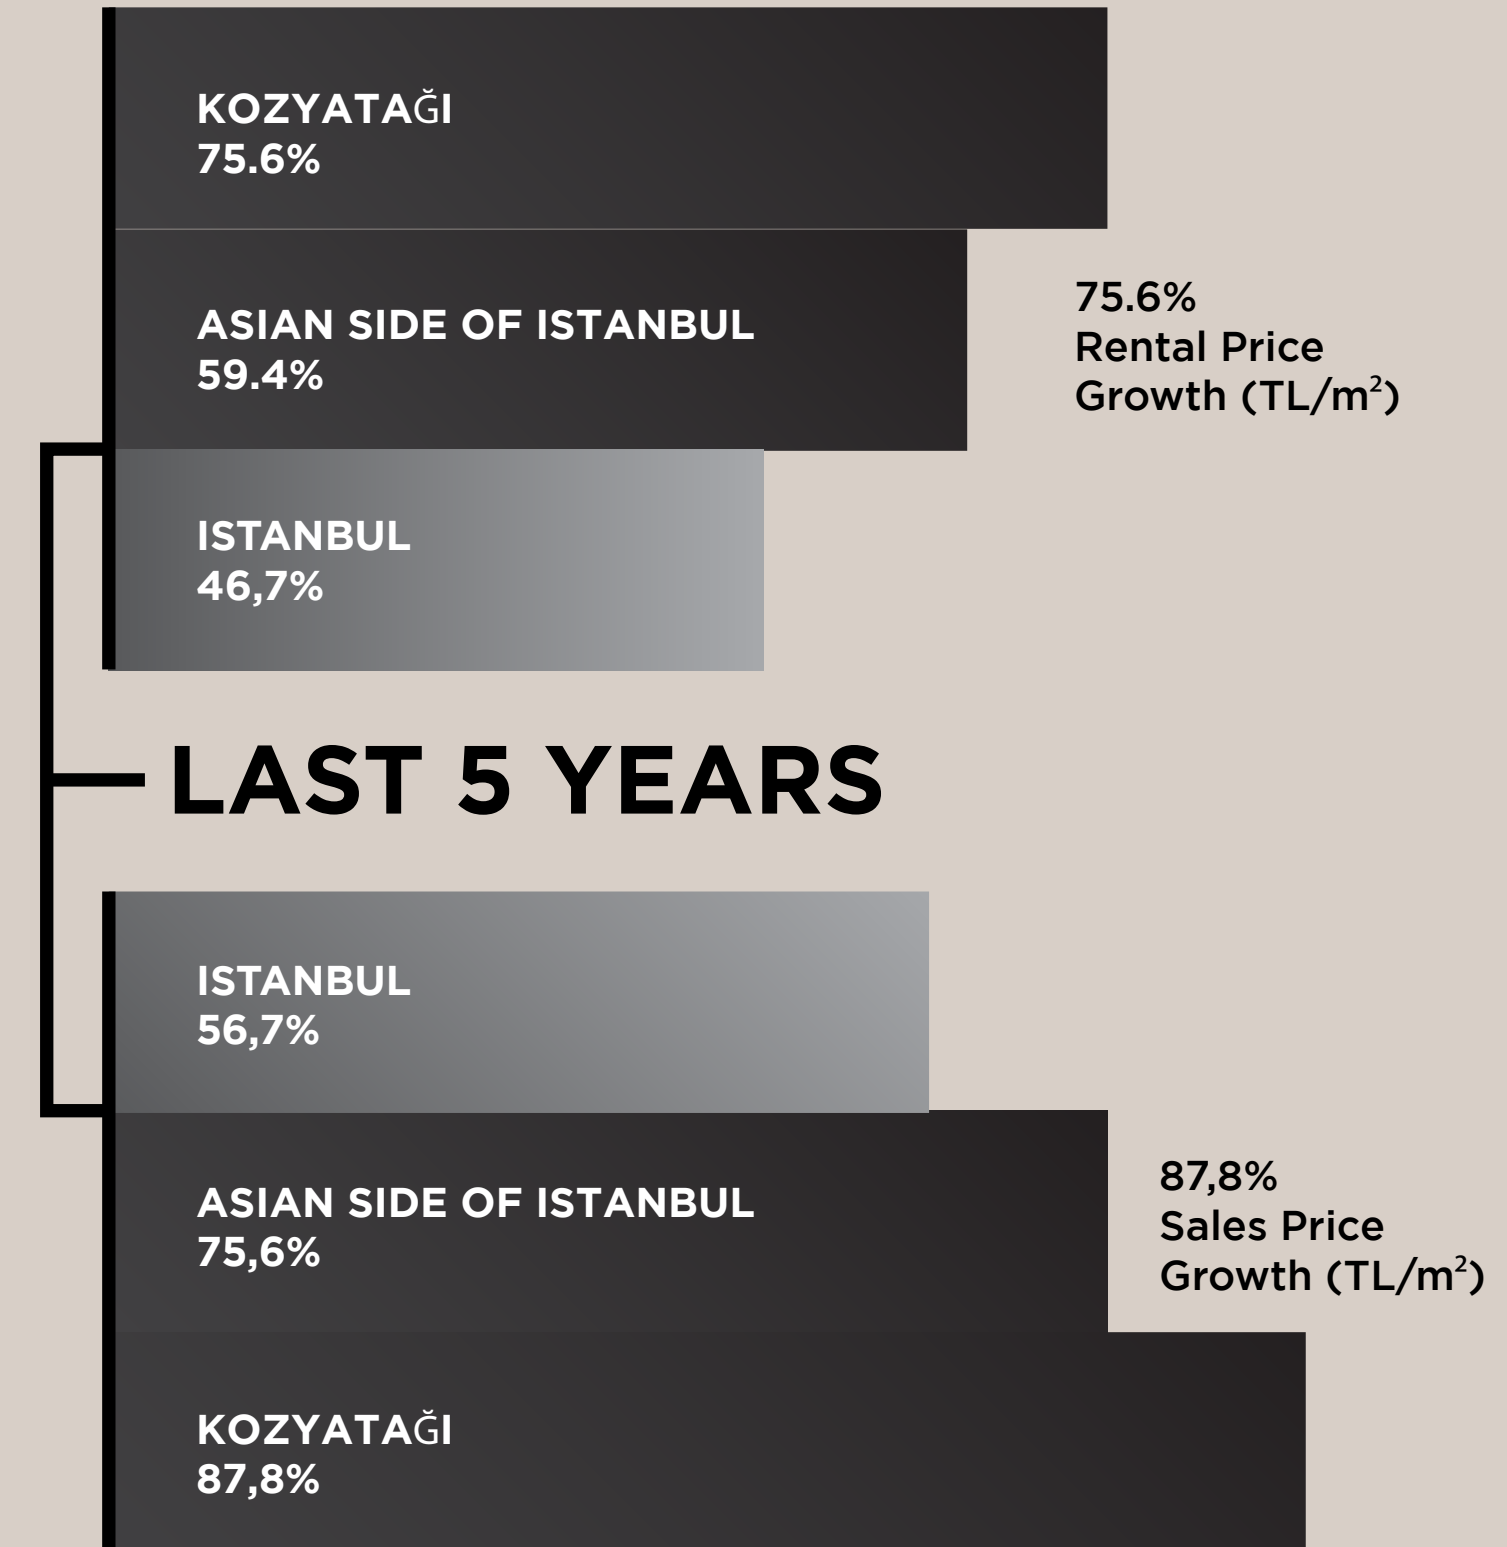 KOZYATAĞI
75.6%
ASIAN SIDE OF ISTANBUL
59.4%
75.6%
Rental Price
Growth (TL/m²)
ISTANBUL
46,7%
LAST 5 YEARS
ISTANBUL
56,7%
ASIAN SIDE OF ISTANBUL
75,6%
87,8%
Sales Price
Growth (TL/m²)
KOZYATAĞI
87,8%